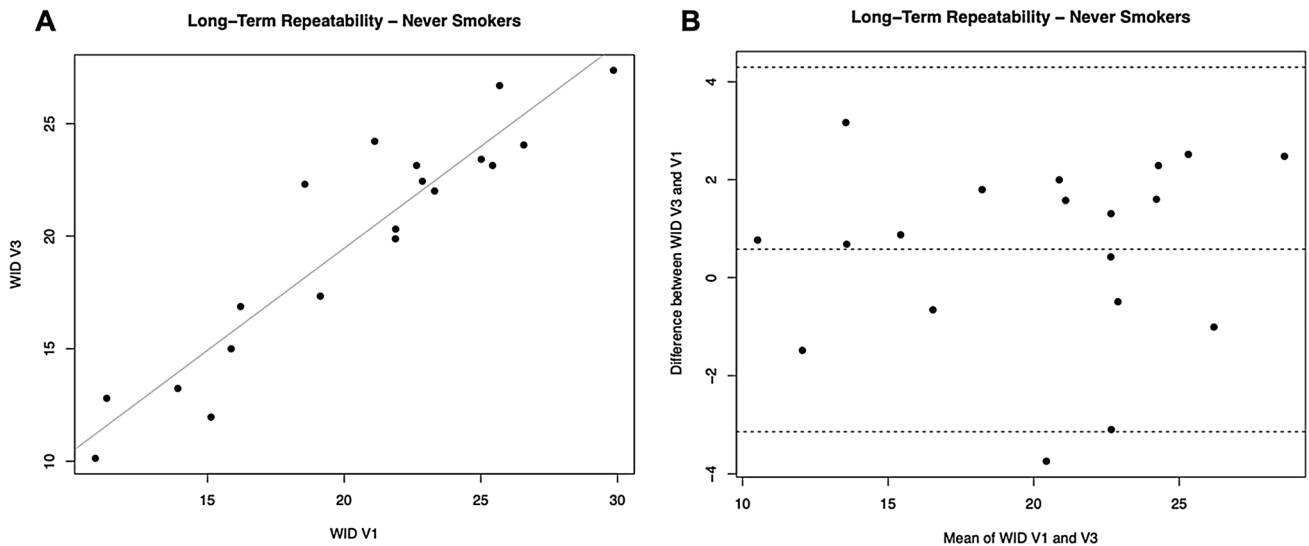 A
Long–Term Repeatability – Never Smokers
WID V3
25
20
15
10
15 20 25 30
WID V1
B
Long–Term Repeatability – Never Smokers
Difference between WID V3 and V1
4
2
0
−2
−4
10 15 20 25
Mean of WID V1 and V3